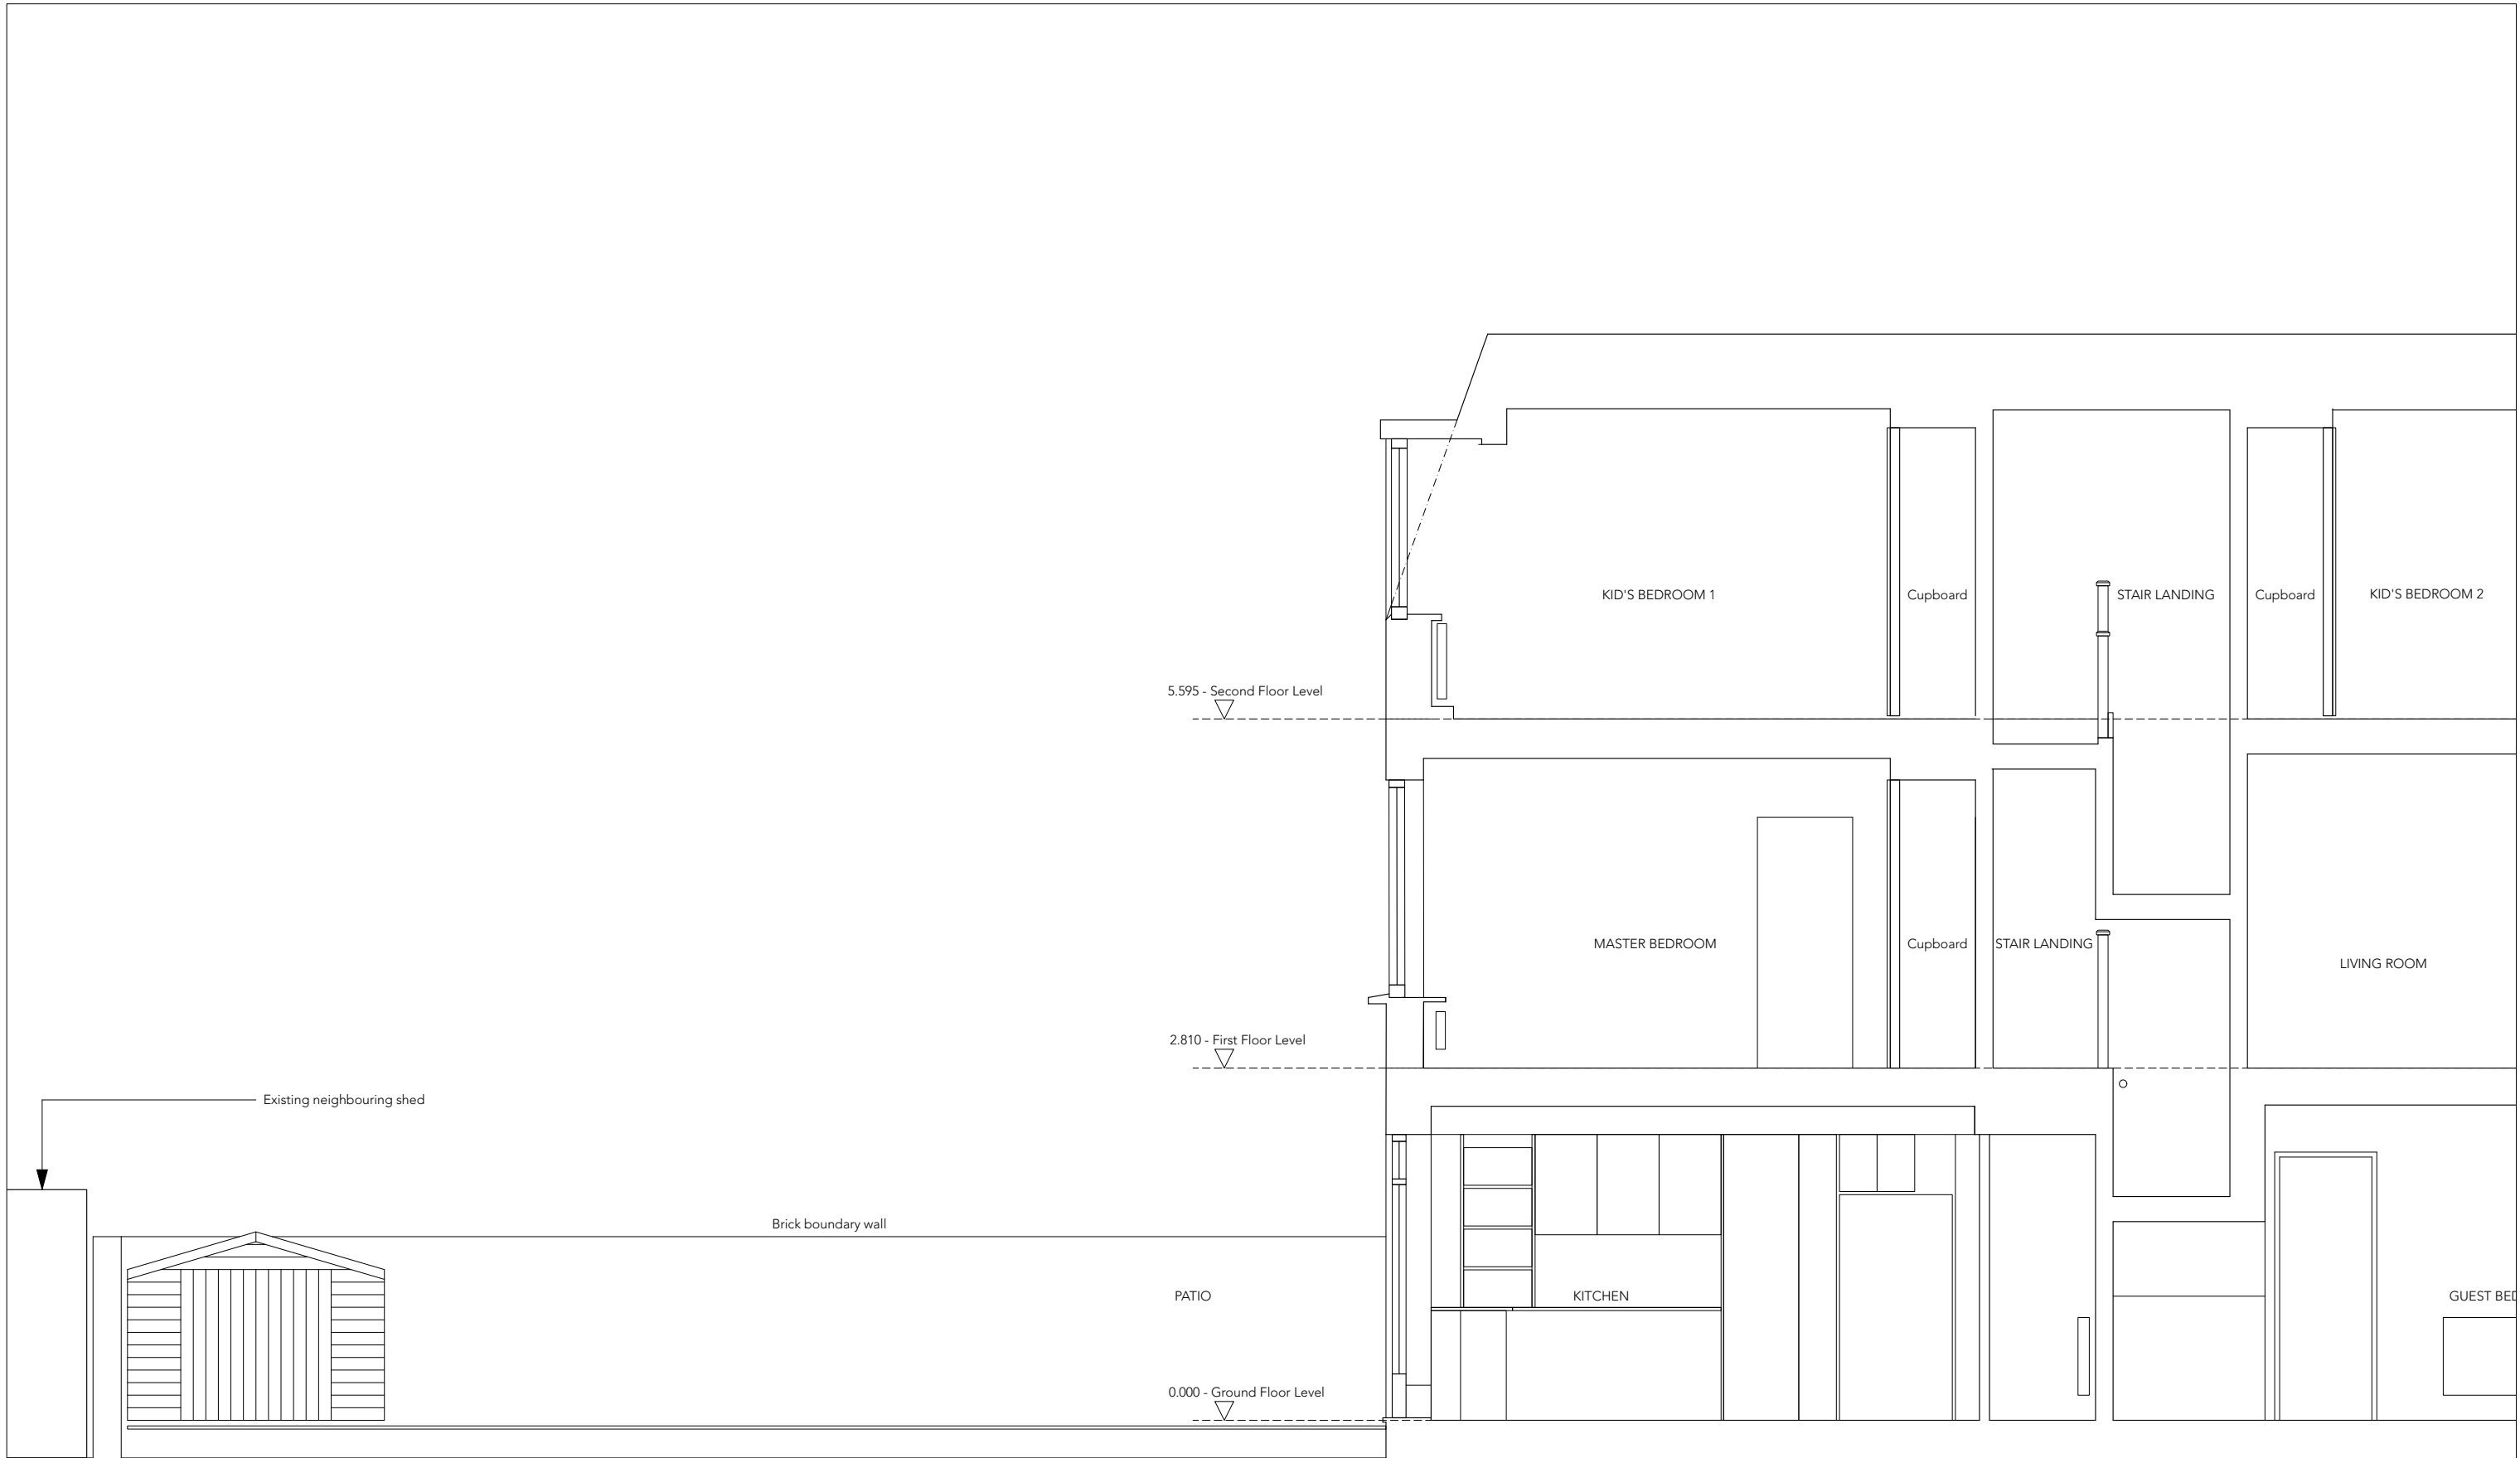 KID'S BEDROOM 1
Cupboard
STAIR LANDING
Cupboard
KID'S BEDROOM 2
5.595 - Second Floor Level
MASTER BEDROOM
Cupboard
STAIR LANDING
LIVING ROOM
2.810 - First Floor Level
Existing neighbouring shed
Brick boundary wall
PATIO
KITCHEN
GUEST BED
0.000 - Ground Floor Level